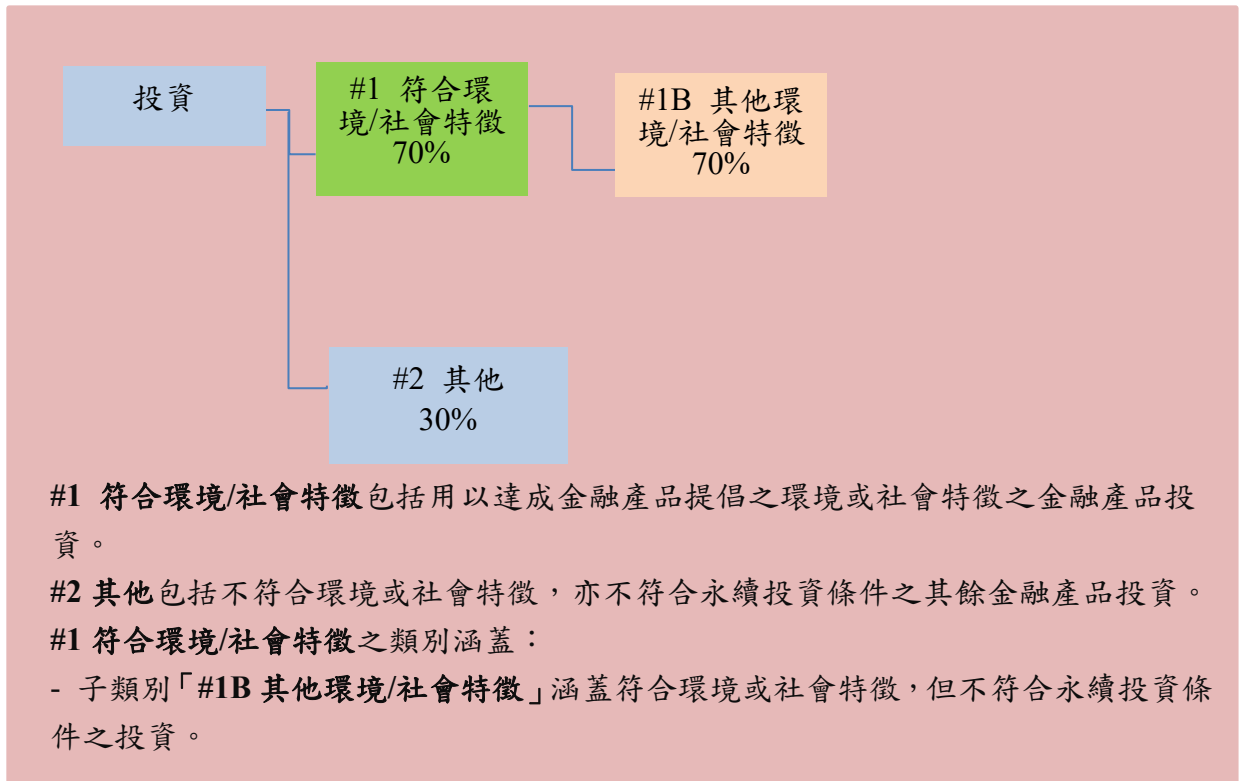 投資
#1 符合環
境/社會特徵
70%
#1B 其他環
境/社會特徵
70%
#2 其他
30%
#1 符合環境/社會特徵包括用以達成金融產品提倡之環境或社會特徵之金融產品投
資。
#2 其他包括不符合環境或社會特徵，亦不符合永續投資條件之其餘金融產品投資。
#1 符合環境/社會特徵之類別涵蓋：
- 子類別「#1B 其他環境/社會特徵」涵蓋符合環境或社會特徵，但不符合永續投資條
件之投資。